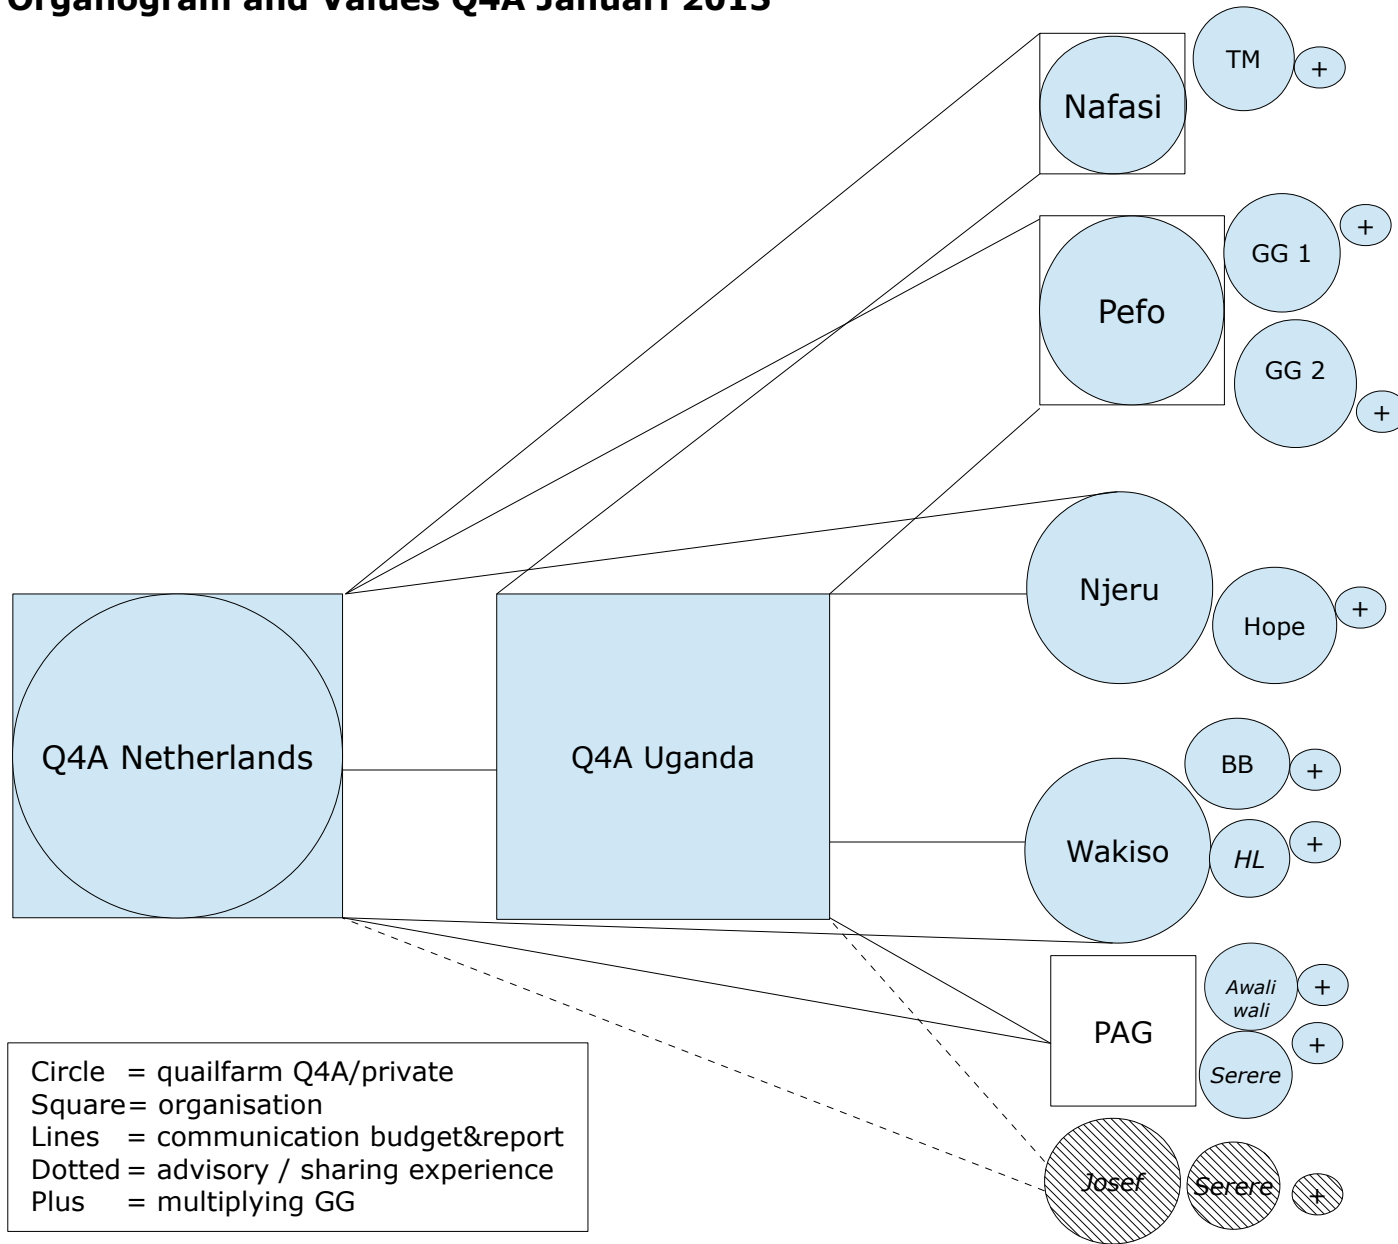 Organogram and Values Q4A Januari 2015
TM
+
Nafasi
GG 1
+
Pefo
GG 2
+
Njeru
Hope
+
Q4A Netherlands
Q4A Uganda
BB
+
Wakiso
HL
+
Awali
wali
+
PAG
+
Serere
Josef
Serere
+
Circle = quailfarm Q4A/private
Square= organisation
Lines = communication budget&report
Dotted = advisory / sharing experience
Plus = multiplying GG